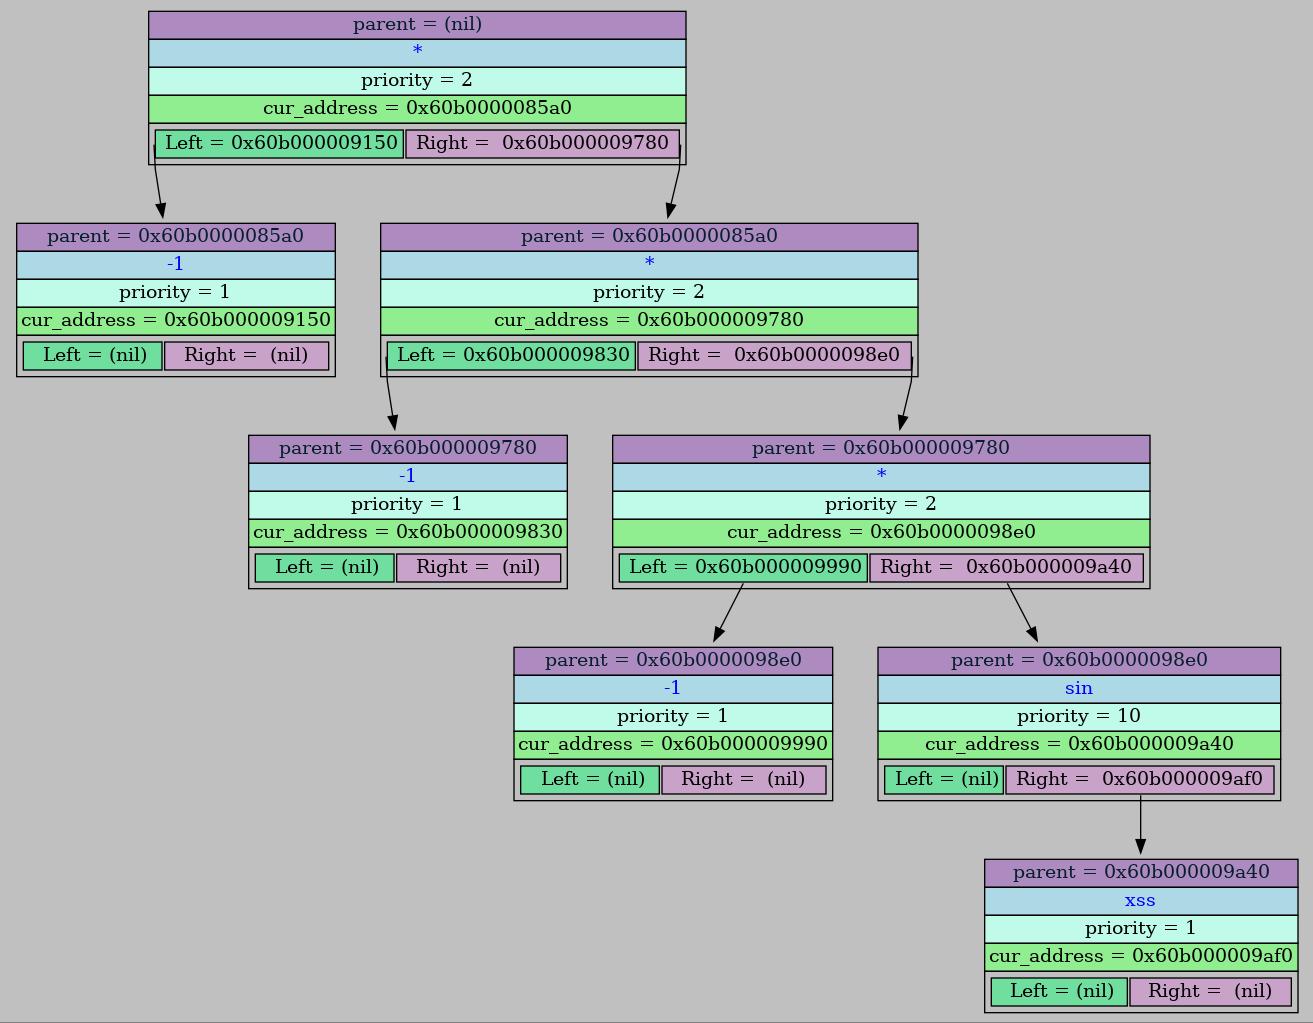 parent = (nil)
*
priority = 2
cur_address = 0x60b0000085a0
Left = 0x60b000009150 Right =  0x60b000009780
parent = 0x60b0000085a0
-1
priority = 1
cur_address = 0x60b000009150
Left = (nil) Right =  (nil)
parent = 0x60b0000085a0
*
priority = 2
cur_address = 0x60b000009780
Left = 0x60b000009830 Right =  0x60b0000098e0
parent = 0x60b000009780
-1
priority = 1
cur_address = 0x60b000009830
Left = (nil) Right =  (nil)
parent = 0x60b000009780
*
priority = 2
cur_address = 0x60b0000098e0
Left = 0x60b000009990 Right =  0x60b000009a40
parent = 0x60b0000098e0
-1
priority = 1
cur_address = 0x60b000009990
Left = (nil) Right =  (nil)
parent = 0x60b0000098e0
sin
priority = 10
cur_address = 0x60b000009a40
Left = (nil) Right =  0x60b000009af0
parent = 0x60b000009a40
xss
priority = 1
cur_address = 0x60b000009af0
Left = (nil) Right =  (nil)